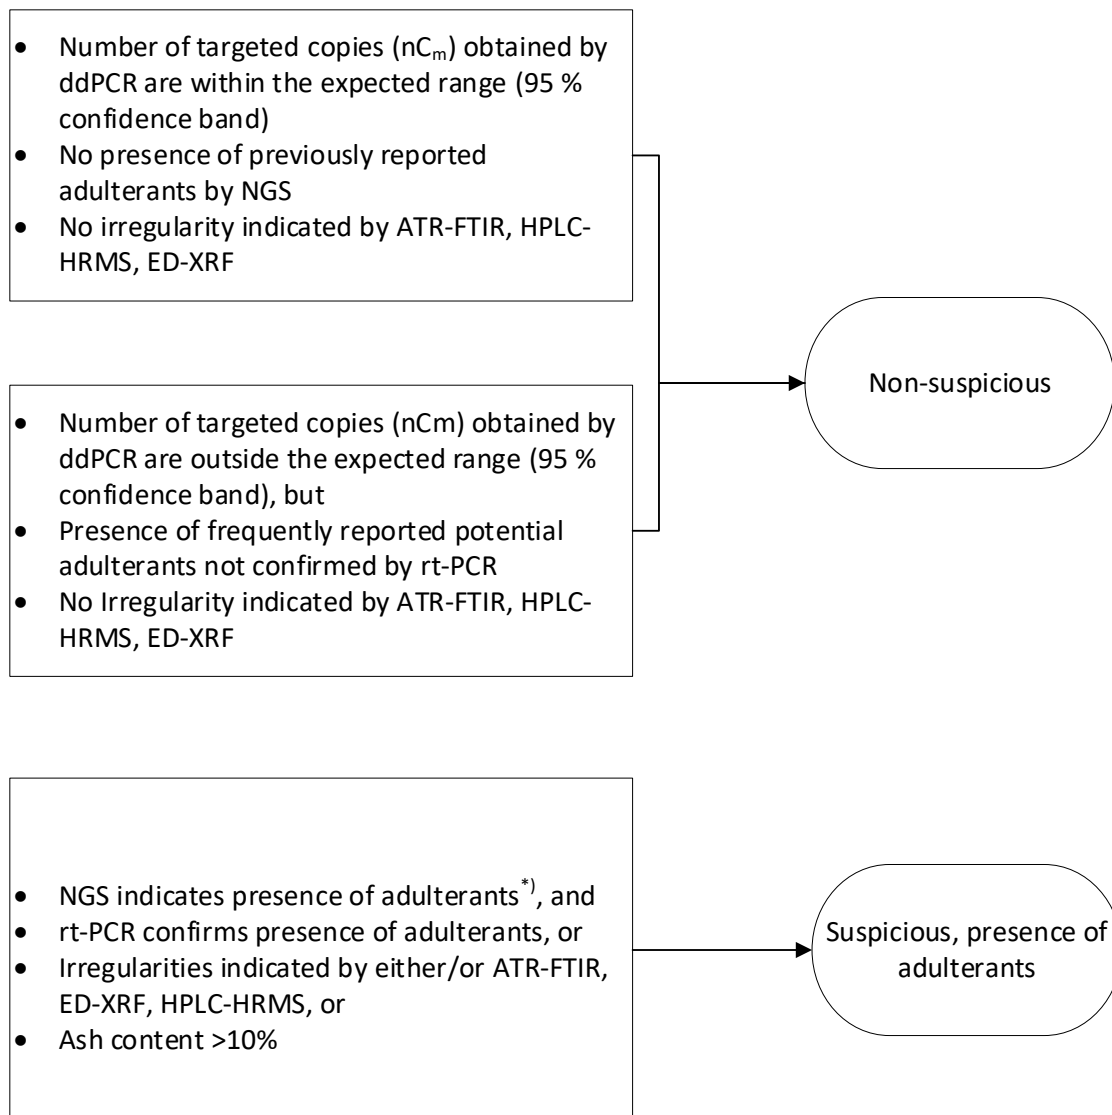 • Number of targeted copies (nCm) obtained by
ddPCR are within the expected range (95 %
confidence band)
• No presence of previously reported
adulterants by NGS
• No irregularity indicated by ATR-FTIR, HPLC-
HRMS, ED-XRF
Non-suspicious
• Number of targeted copies (nCm) obtained by
ddPCR are outside the expected range (95 %
confidence band), but
• Presence of frequently reported potential
adulterants not confirmed by rt-PCR
• No Irregularity indicated by ATR-FTIR, HPLC-
HRMS, ED-XRF
• NGS indicates presence of adulterants*), and
• rt-PCR confirms presence of adulterants, or
• Irregularities indicated by either/or ATR-FTIR,
ED-XRF, HPLC-HRMS, or
• Ash content >10%
Suspicious, presence of
adulterants